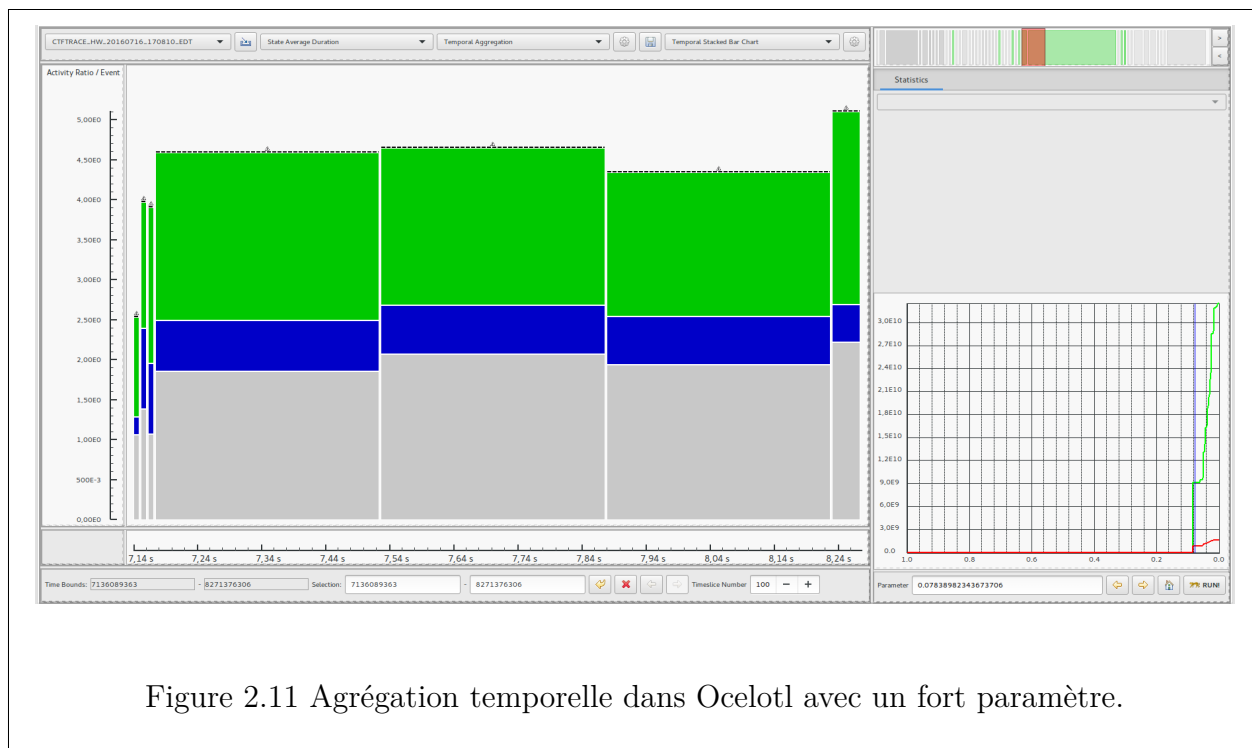 CTFTRACE_HW_20160716_170810_EDT State Average Duration Temporal Aggregation Temporal Stacked Bar Chart > <
Activity Ratio / Event
5,00E0
4,50E0
4,00E0
3,50E0
3,00E0
2,50E0
2,00E0
1,50E0
1,00E0
500E-3
0,00E0
7,14 s 7,24 s 7,34 s 7,44 s 7,54 s 7,64 s 7,74 s 7,84 s 7,94 s 8,04 s 8,14 s 8,24 s
Time Bounds: 7136089363 - 8271376306 Selection: 7136089363 - 8271376306 Timeslice Number 100 − +
Statistics
3,0E10
2,7E10
2,4E10
2,1E10
1,8E10
1,5E10
1,2E10
9,0E9
6,0E9
3,0E9
0.0
1.0 0.8 0.6 0.4 0.2 0.0
Parameter 0.07838982343673706 RUN!
Figure 2.11 Agrégation temporelle dans Ocelotl avec un fort paramètre.